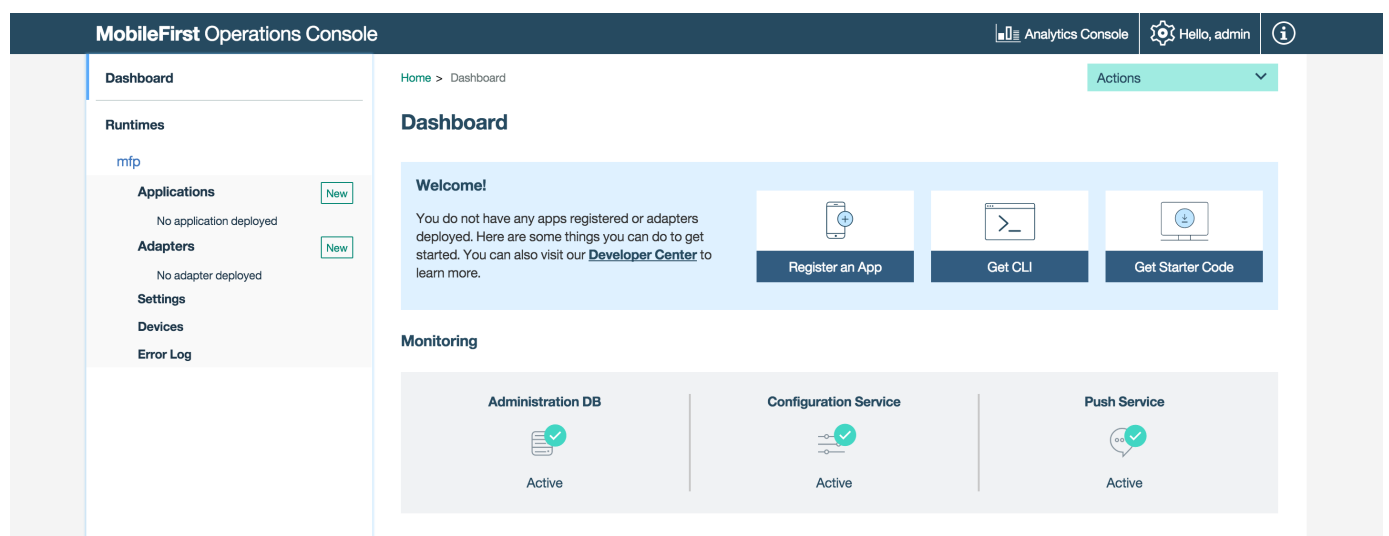 MobileFirst Operations Console
Analytics Console
Hello, admin
Dashboard
Runtimes
mfp
Applications
New
No application deployed
Adapters
New
No adapter deployed
Settings
Devices
Error Log
Home > Dashboard
Actions
Dashboard
Welcome!
You do not have any apps registered or adapters
deployed. Here are some things you can do to get
started. You can also visit our Developer Center to
learn more.
Register an App
Get CLI
Get Starter Code
Monitoring
Administration DB
Active
Configuration Service
Active
Push Service
Active